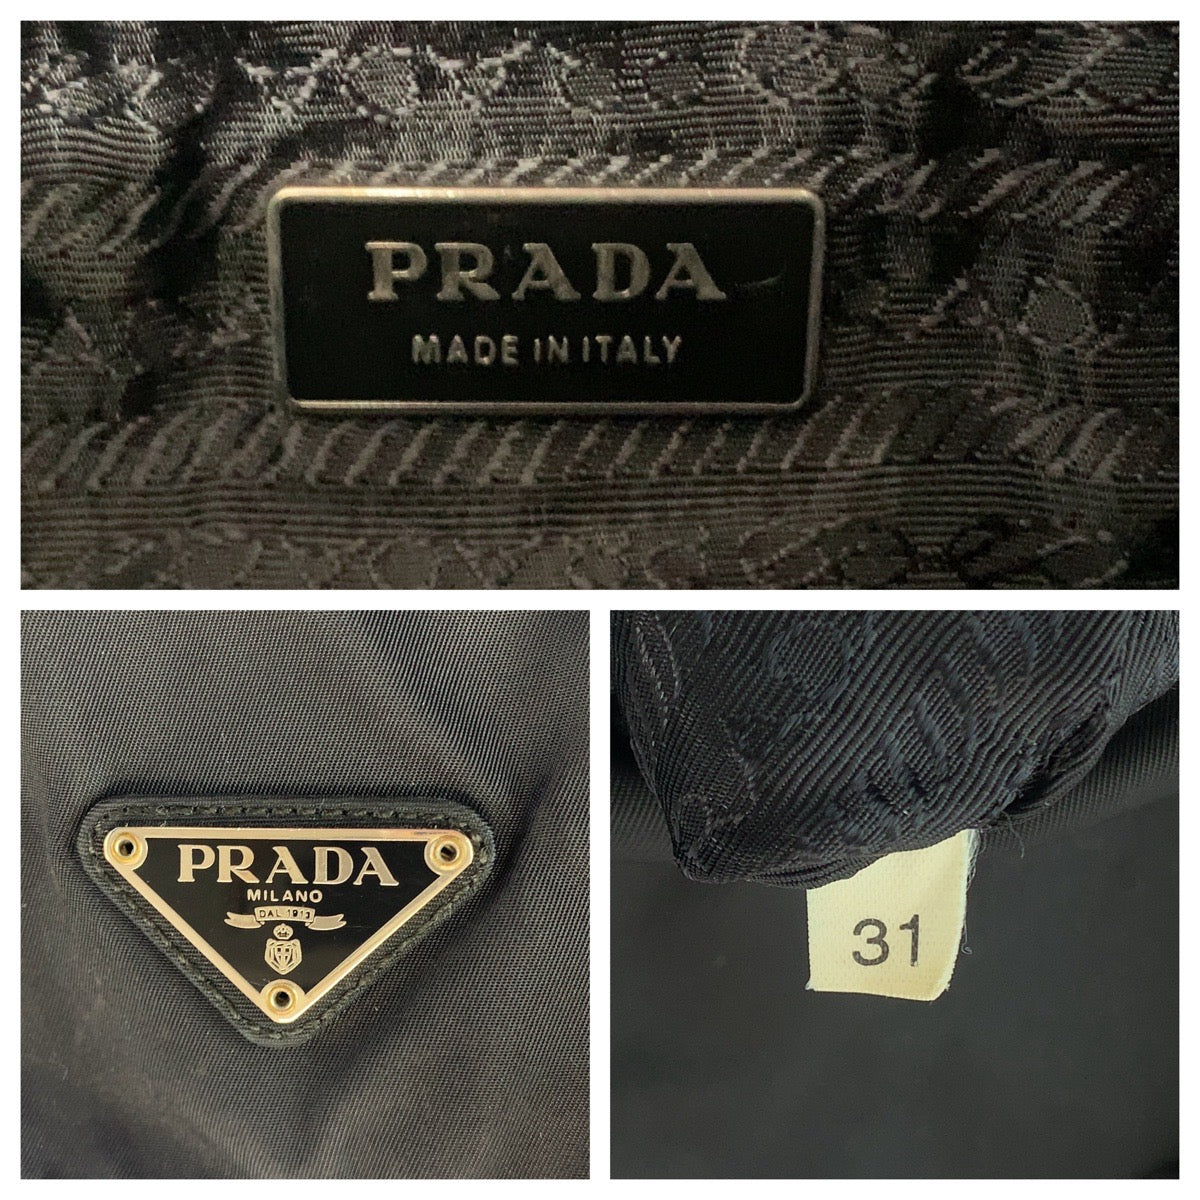 PRADA
MADE IN ITALY
PRADA
MILANO
DAL 1913
31